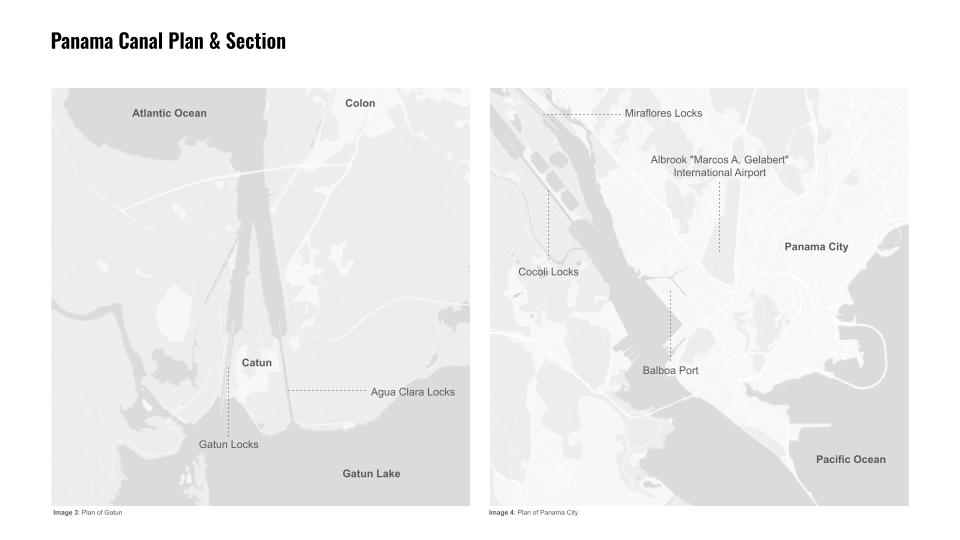 Panama Canal Plan & Section
Atlantic Ocean
Colon
Catun
Agua Clara Locks
Gatun Locks
Gatun Lake
Image 3: Plan of Gatun
Miraflores Locks
Albrook "Marcos A. Gelabert"
International Airport
Panama City
Cocoli Locks
Balboa Port
Pacific Ocean
Image 4: Plan of Panama City